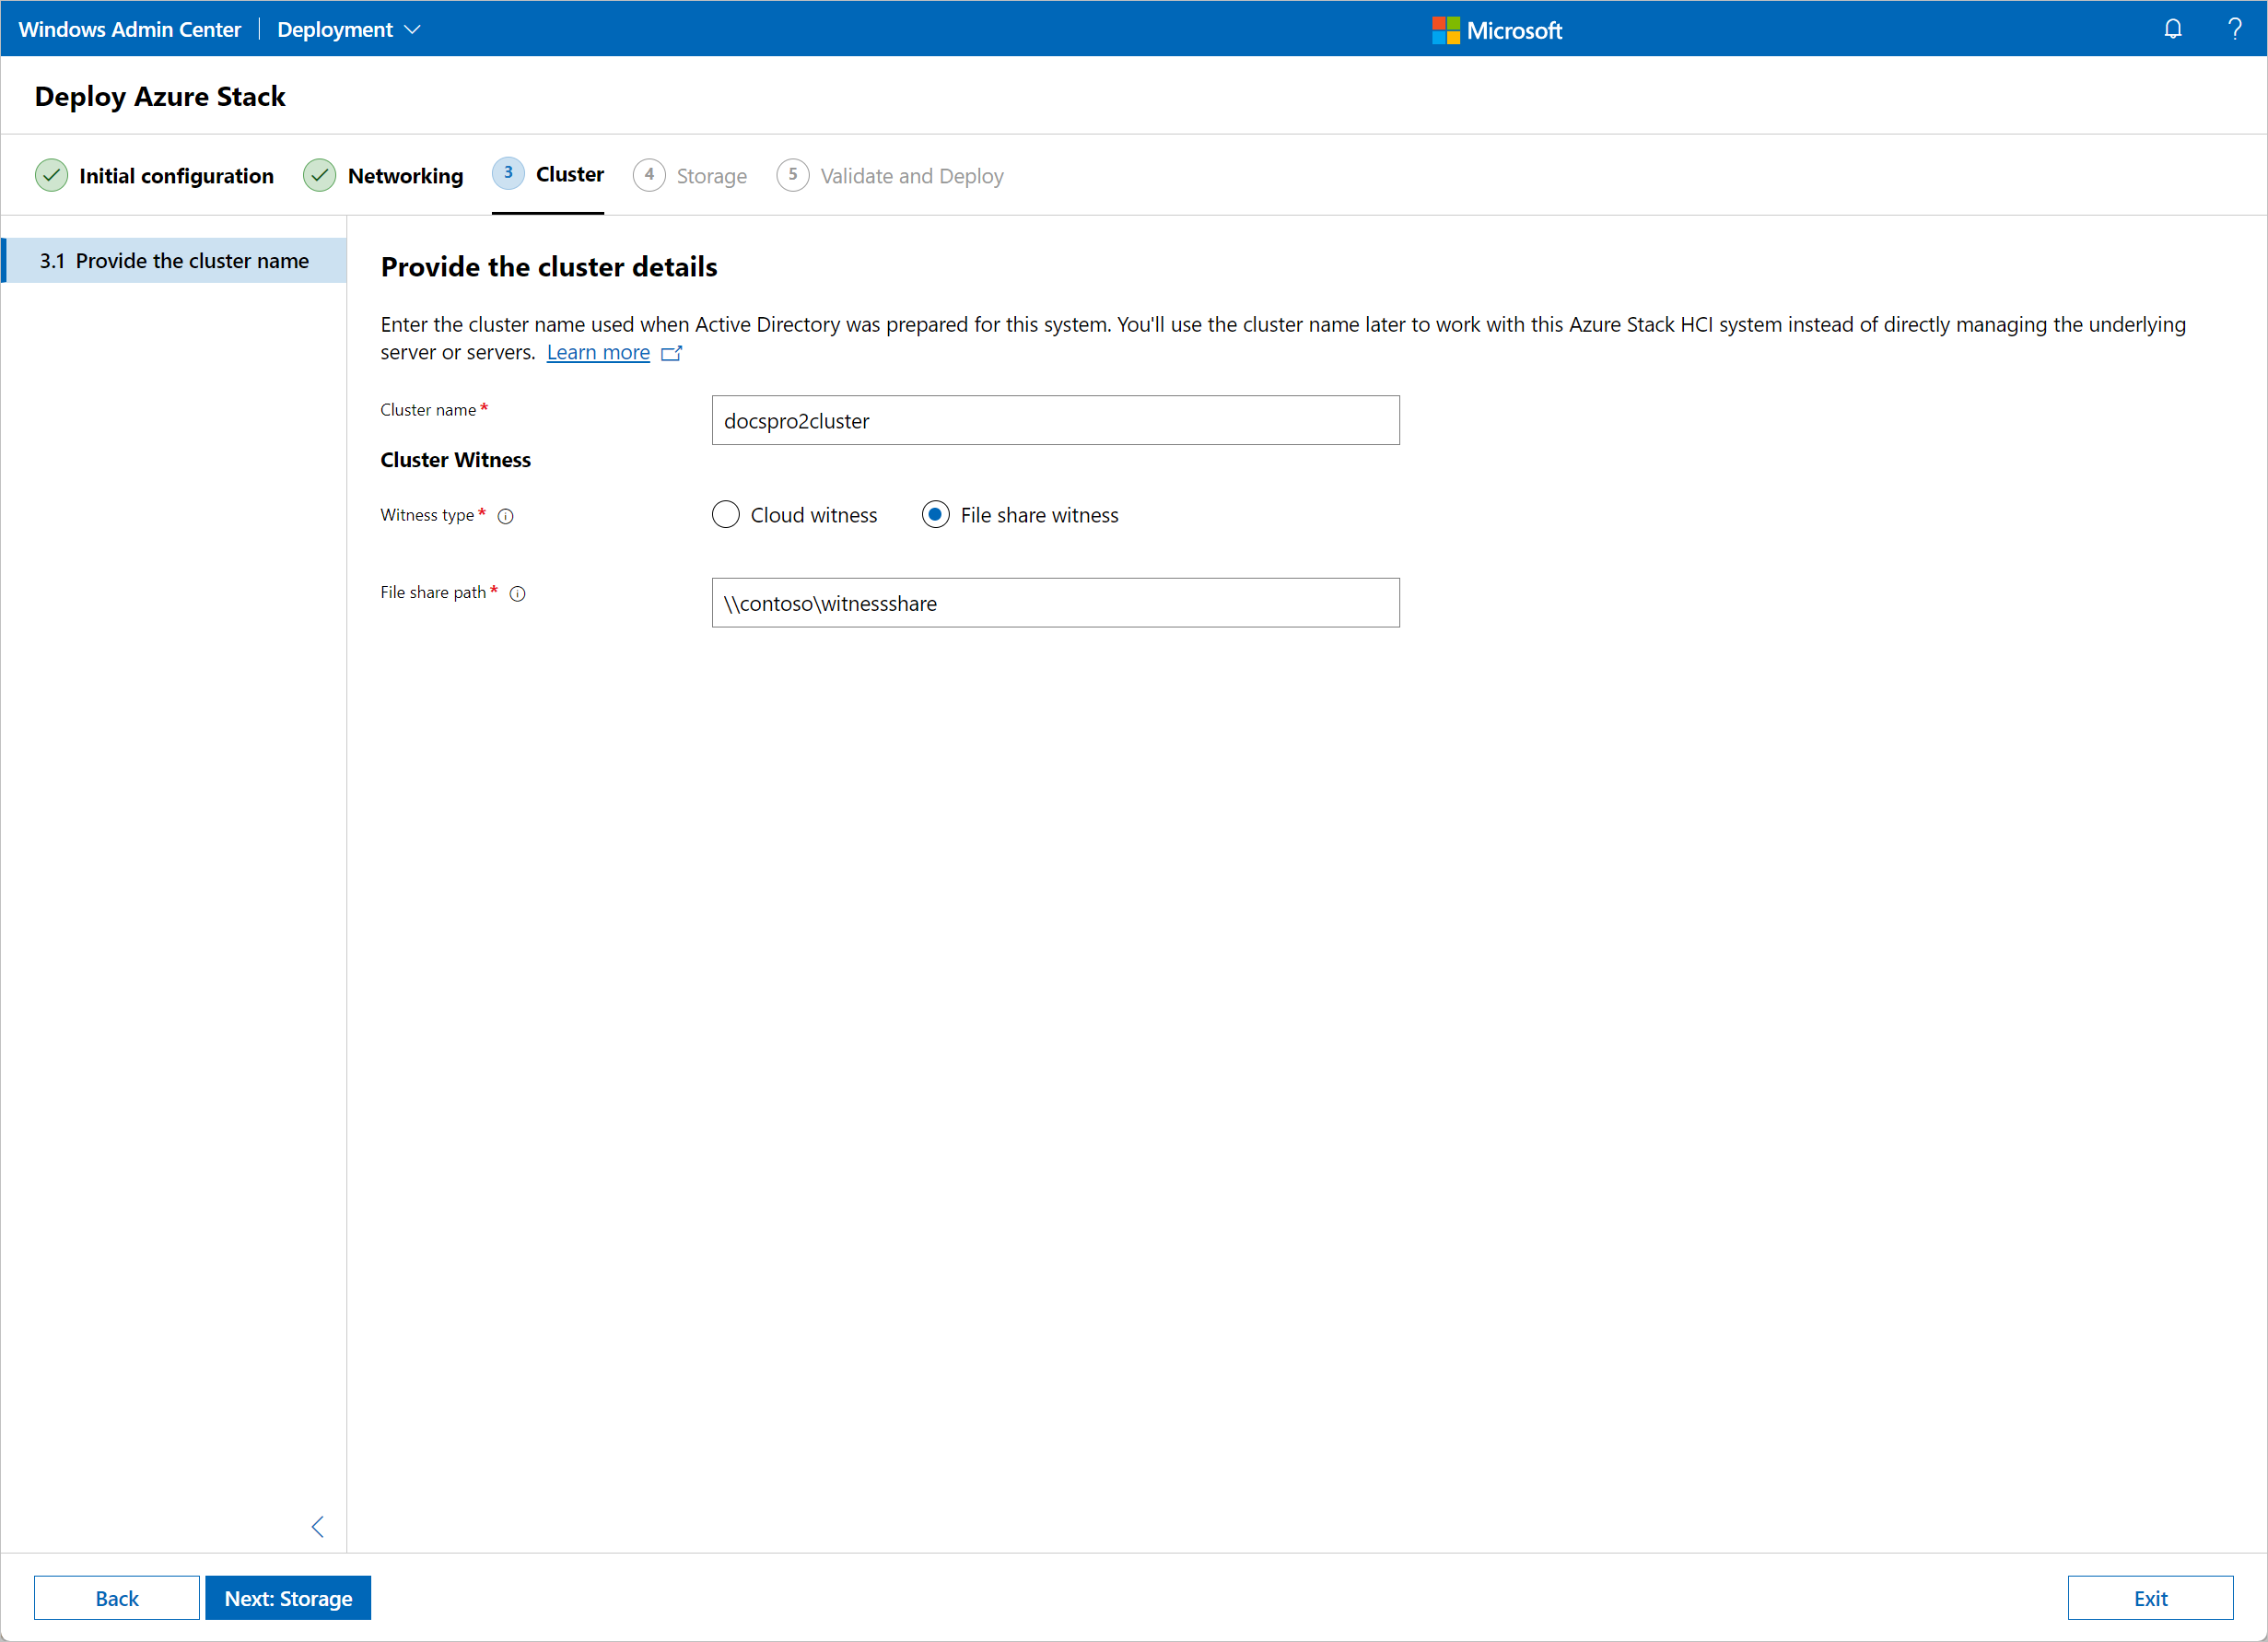 Windows Admin Center
Deployment
Microsoft
?
Deploy Azure Stack
Initial configuration
Networking
3 Cluster
4 Storage
5 Validate and Deploy
3.1 Provide the cluster name
Provide the cluster details
Enter the cluster name used when Active Directory was prepared for this system. You'll use the cluster name later to work with this Azure Stack HCI system instead of directly managing the underlying
server or servers. Learn more
Cluster name *
docspro2cluster
Cluster Witness
Witness type *
Cloud witness
File share witness
File share path *
\\contoso\witnessshare
Back
Next: Storage
Exit